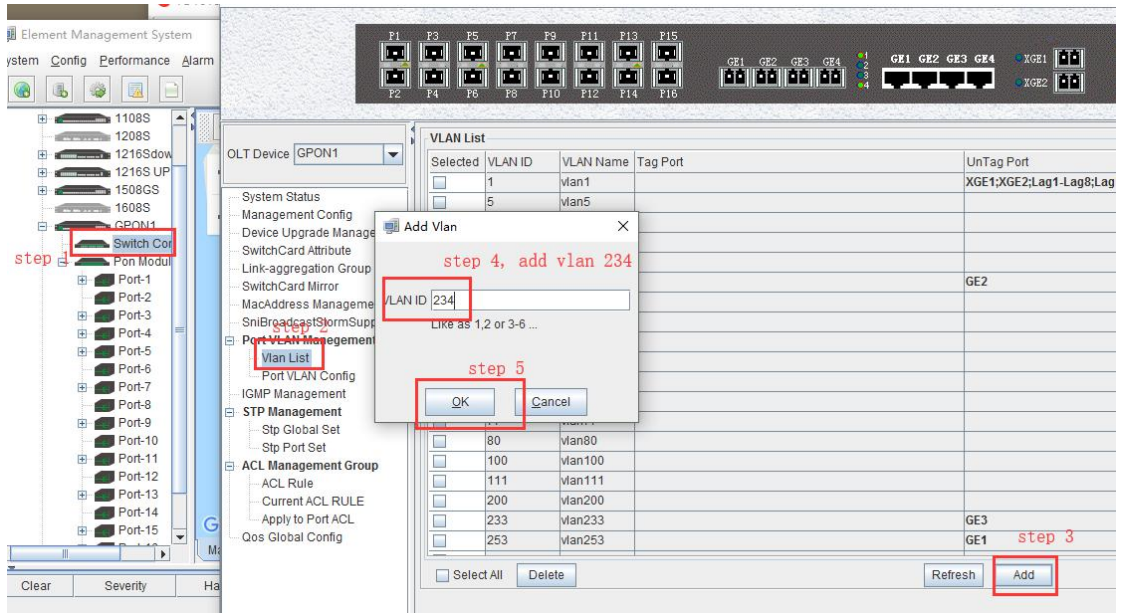 Element Management System
ystem Config Performance Alarm
1108S
1208S
1216Sdow
1216S UP
1508GS
1608S
GPON1
Switch Cor
step 1
Pon Modul
Port-1
Port-2
Port-3
Port-4
Port-5
Port-6
Port-7
Port-8
Port-9
Port-10
Port-11
Port-12
Port-13
Port-14
Port-15
Clear Severity Ha
P1 P3 P5 P7 P9 P11 P13 P15
P2 P4 P6 P8 P10 P12 P14 P16
GE1 GE2 GE3 GE4
1
2
3
4
GE1 GE2 GE3 GE4
XGE1
XGE2
OLT Device GPON1
System Status
Management Config
Device Upgrade Manage
SwitchCard Attribute
Link-aggregation Group
SwitchCard Mirror
MacAddress Manageme
SniBroadcastStormSupp
step 2
Port VLAN Manegement
Vlan List
Port VLAN Config
IGMP Management
STP Management
Stp Global Set
Stp Port Set
ACL Management Group
ACL Rule
Current ACL RULE
Apply to Port ACL
Qos Global Config
VLAN List
Selected VLAN ID VLAN Name Tag Port UnTag Port
1 vlan1 XGE1;XGE2;Lag1-Lag8;Lag
5 vlan5
GE2
80 vlan80
100 vlan100
111 vlan111
200 vlan200
233 vlan233 GE3
253 vlan253 GE1
step 3
Select All Delete Refresh Add
Add Vlan
step 4, add vlan 234
VLAN ID 234
Like as 1,2 or 3-6 ...
step 5
OK Cancel